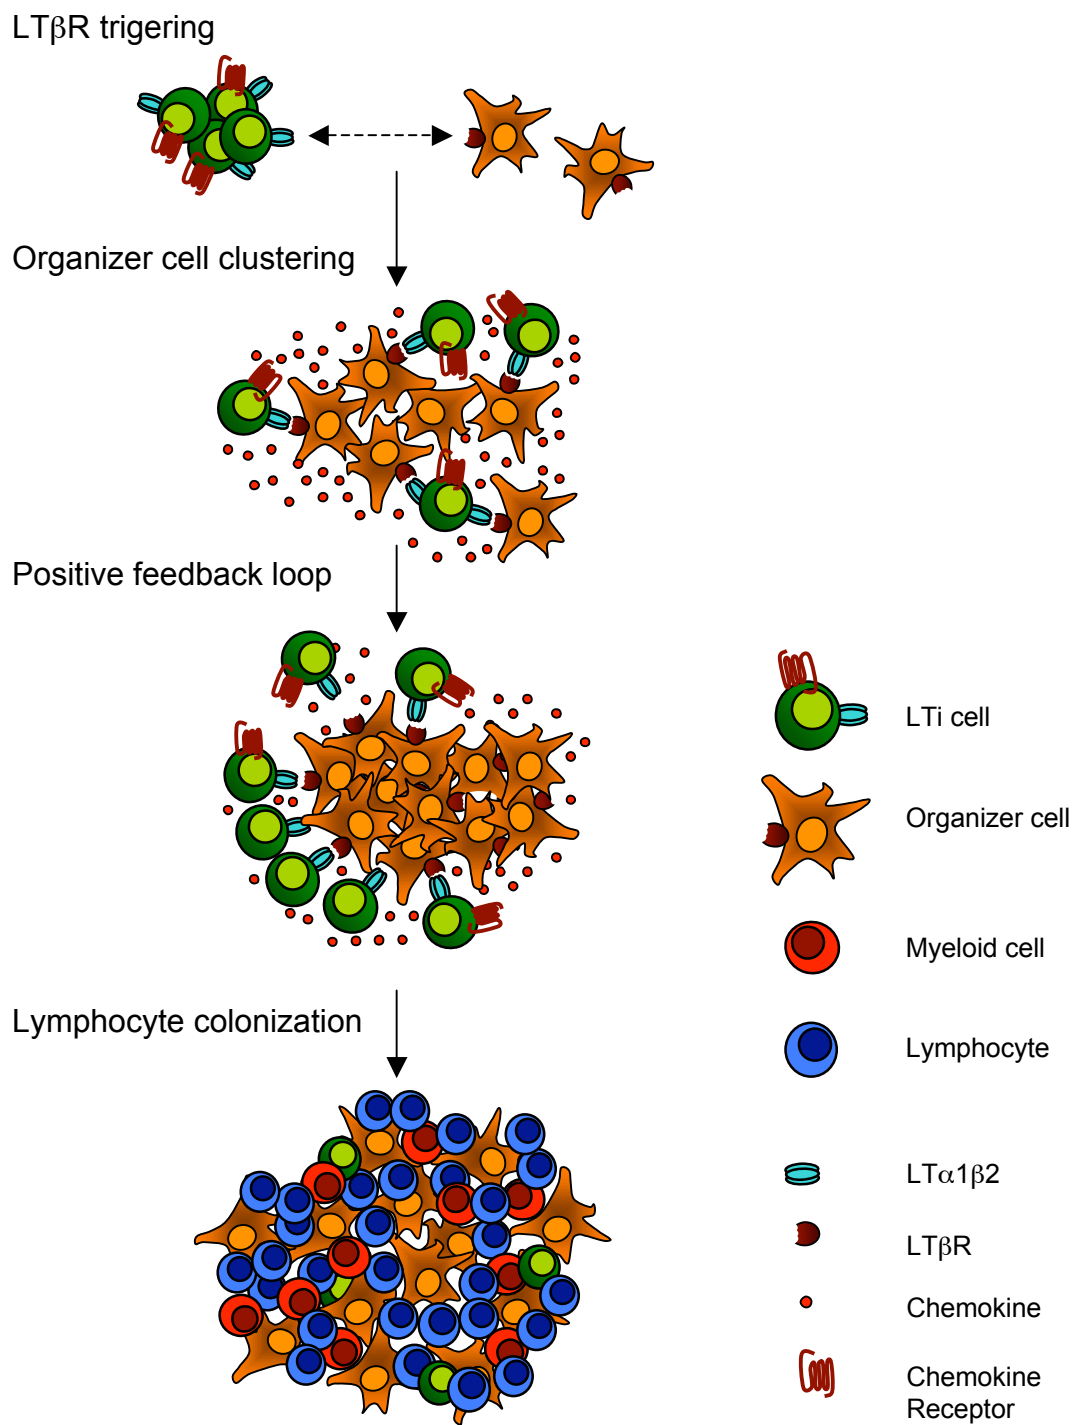 LTβR trigering
Organizer cell clustering
Positive feedback loop
Lymphocyte colonization
LTi cell
Organizer cell
Myeloid cell
Lymphocyte
LTα1β2
LTβR
Chemokine
Chemokine
Receptor